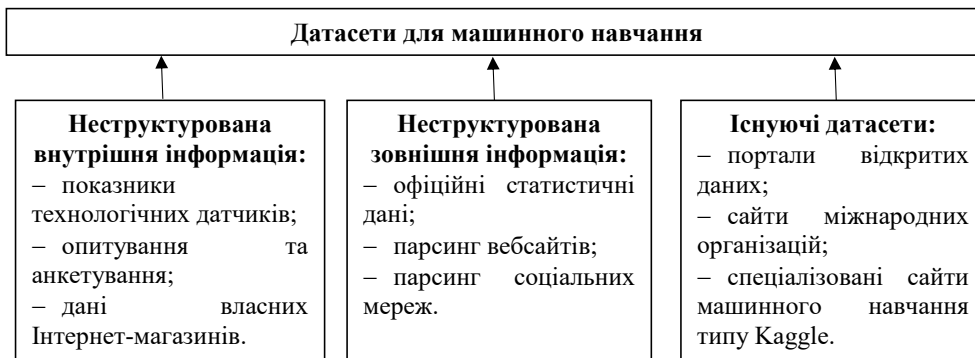 Датасети для машинного навчання
Неструктурована
внутрішня інформація:
– показники
технологічних датчиків;
– опитування та
анкетування;
– дані власних
Інтернет-магазинів.
Неструктурована
зовнішня інформація:
– офіційні статистичні
дані;
– парсинг вебсайтів;
– парсинг соціальних
мереж.
Існуючі датасети:
– портали відкритих
даних;
– сайти міжнародних
організацій;
– спеціалізовані сайти
машинного навчання
типу Kaggle.